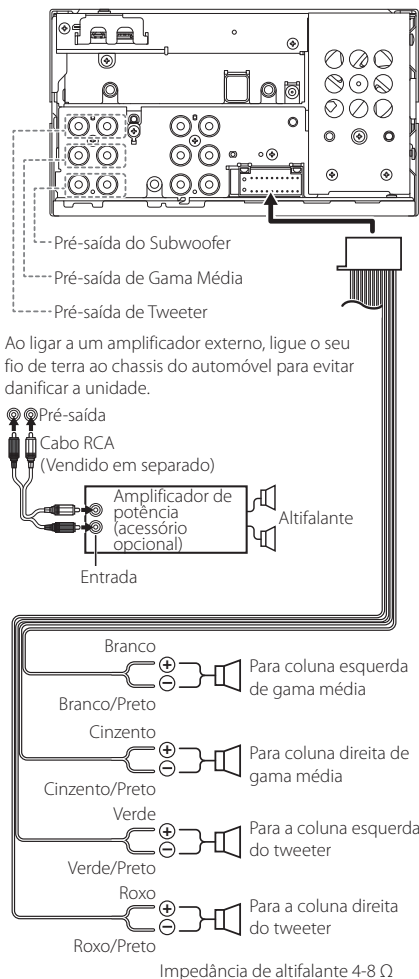 Pré-saída do Subwoofer
Pré-saída de Gama Média
Pré-saída de Tweeter
Ao ligar a um amplificador externo, ligue o seu
fio de terra ao chassis do automóvel para evitar
danificar a unidade.
Pré-saída
Cabo RCA
(Vendido em separado)
Amplificador de
potência
(acessório
opcional)
Altifalante
Entrada
Branco
Para coluna esquerda
de gama média
Branco/Preto
Cinzento
Para coluna direita de
gama média
Cinzento/Preto
Verde
Para a coluna esquerda
do tweeter
Verde/Preto
Roxo
Para a coluna direita
do tweeter
Roxo/Preto
Impedância de altifalante 4-8 Ω